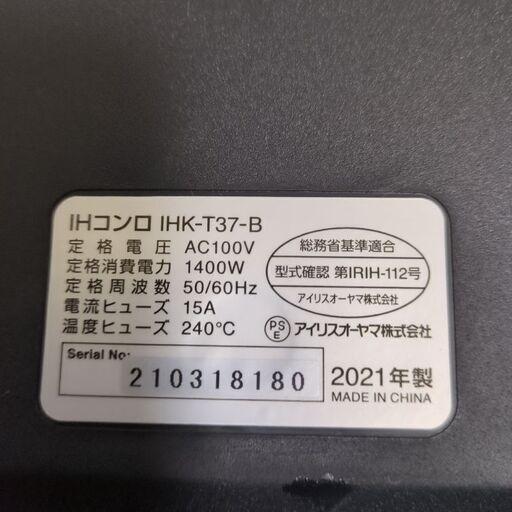 IHコンロ IHK-T37-B
定格電圧 AC100V
定格消費電力 1400W
定格周波数 50/60Hz
電流ヒューズ 15A
温度ヒューズ 240℃
総務省基準適合
型式確認 第IRIH-112号
アイリスオーヤマ株式会社
PSE アイリスオーヤマ株式会社
Serial No:
210318180
2021年製
MADE IN CHINA